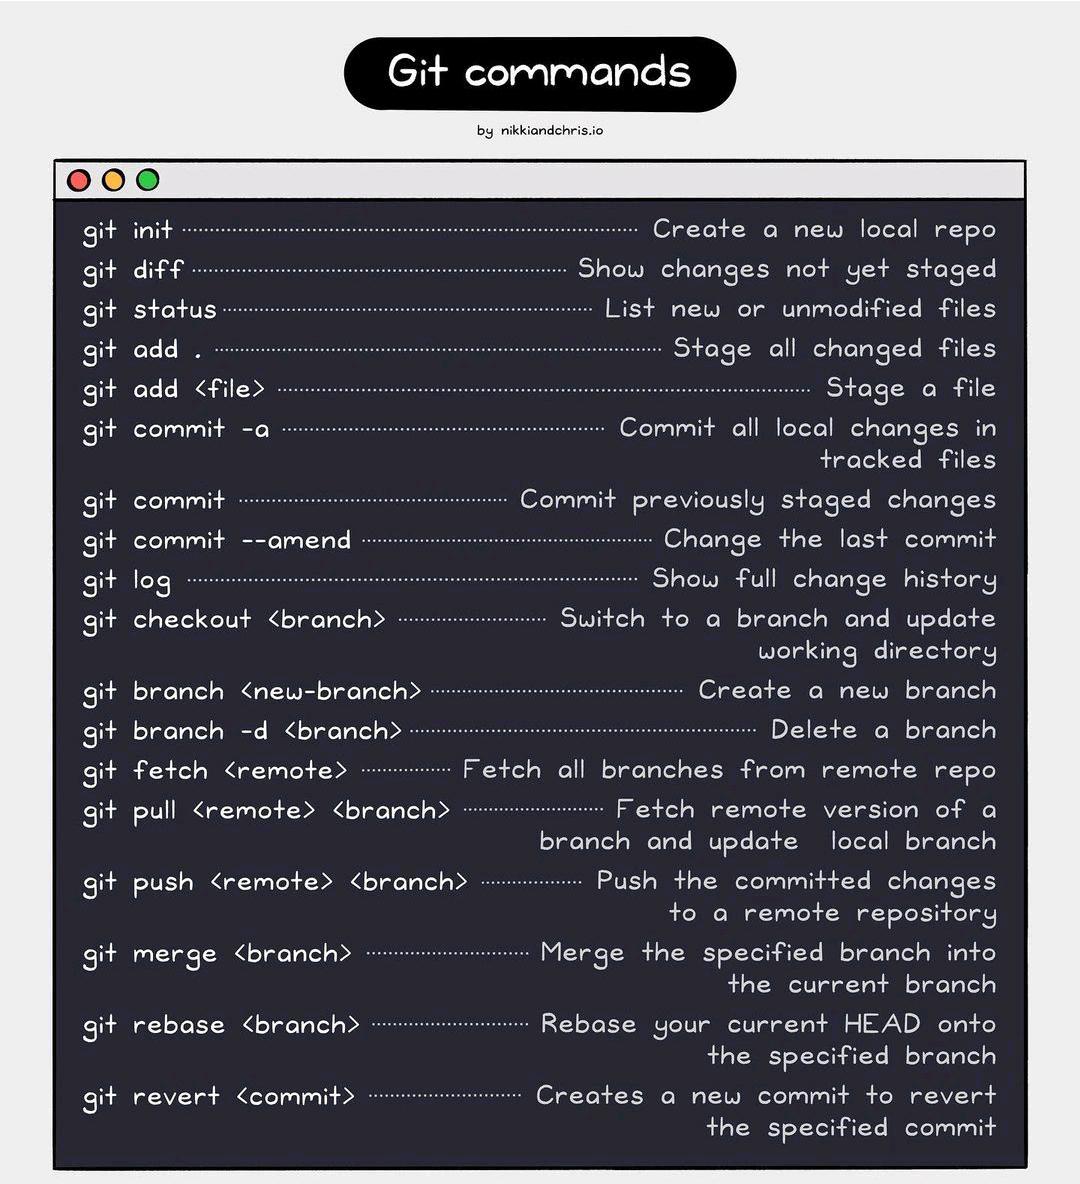 Git commands
by nikkiandchris.io
git init Create a new local repo
git diff Show changes not yet staged
git status List new or unmodified files
git add . Stage all changed files
git add <file> Stage a file
git commit -a Commit all local changes in
tracked files
git commit Commit previously staged changes
git commit --amend Change the last commit
git log Show full change history
git checkout <branch> Switch to a branch and update
working directory
git branch <new-branch> Create a new branch
git branch -d <branch> Delete a branch
git fetch <remote> Fetch all branches from remote repo
git pull <remote> <branch> Fetch remote version of a
branch and update local branch
git push <remote> <branch> Push the committed changes
to a remote repository
git merge <branch> Merge the specified branch into
the current branch
git rebase <branch> Rebase your current HEAD onto
the specified branch
git revert <commit> Creates a new commit to revert
the specified commit